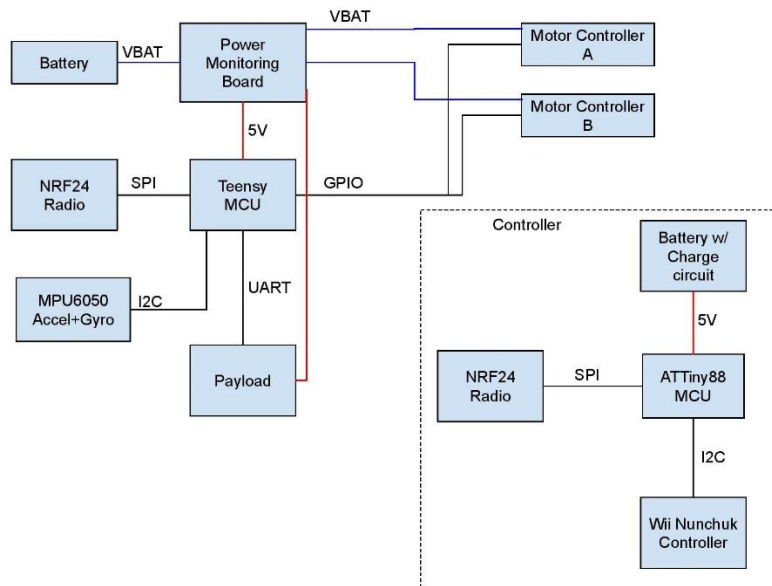 VBAT
Power
Monitoring
Board
Motor Controller
A
Battery
VBAT
Motor Controller
B
5V
NRF24
Radio
SPI
Teensy
MCU
GPIO
Controller
Battery w/
Charge
circuit
MPU6050
Accel+Gyro
I2C
UART
5V
Payload
NRF24
Radio
SPI
ATTiny88
MCU
I2C
Wii Nunchuk
Controller